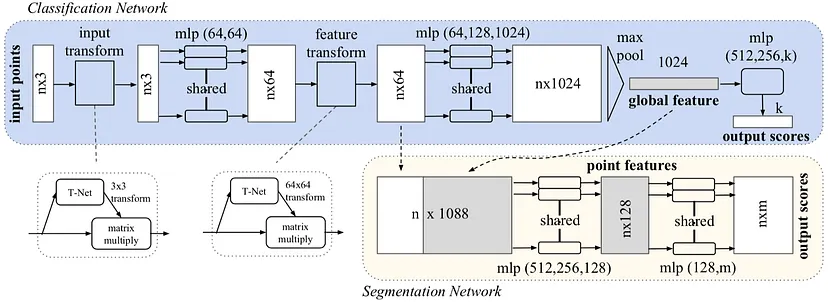 Classification Network
input points
nx3
input
transform
nx3
mlp (64,64)
shared
nx64
feature
transform
nx64
mlp (64,128,1024)
shared
nx1024
max
pool
1024
global feature
mlp
(512,256,k)
k
output scores
T-Net
3x3
transform
matrix
multiply
T-Net
64x64
transform
matrix
multiply
point features
n x 1088
shared
mlp (512,256,128)
nx128
shared
mlp (128,m)
nxm
output scores
Segmentation Network